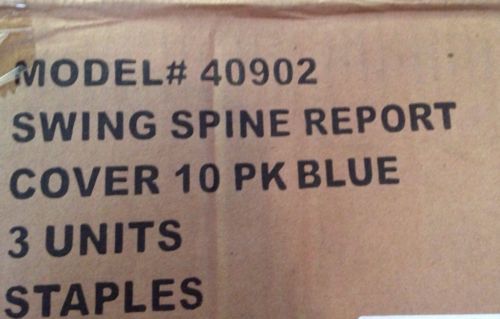 MODEL# 40902
SWING SPINE REPORT
COVER 10 PK BLUE
3 UNITS
STAPLES